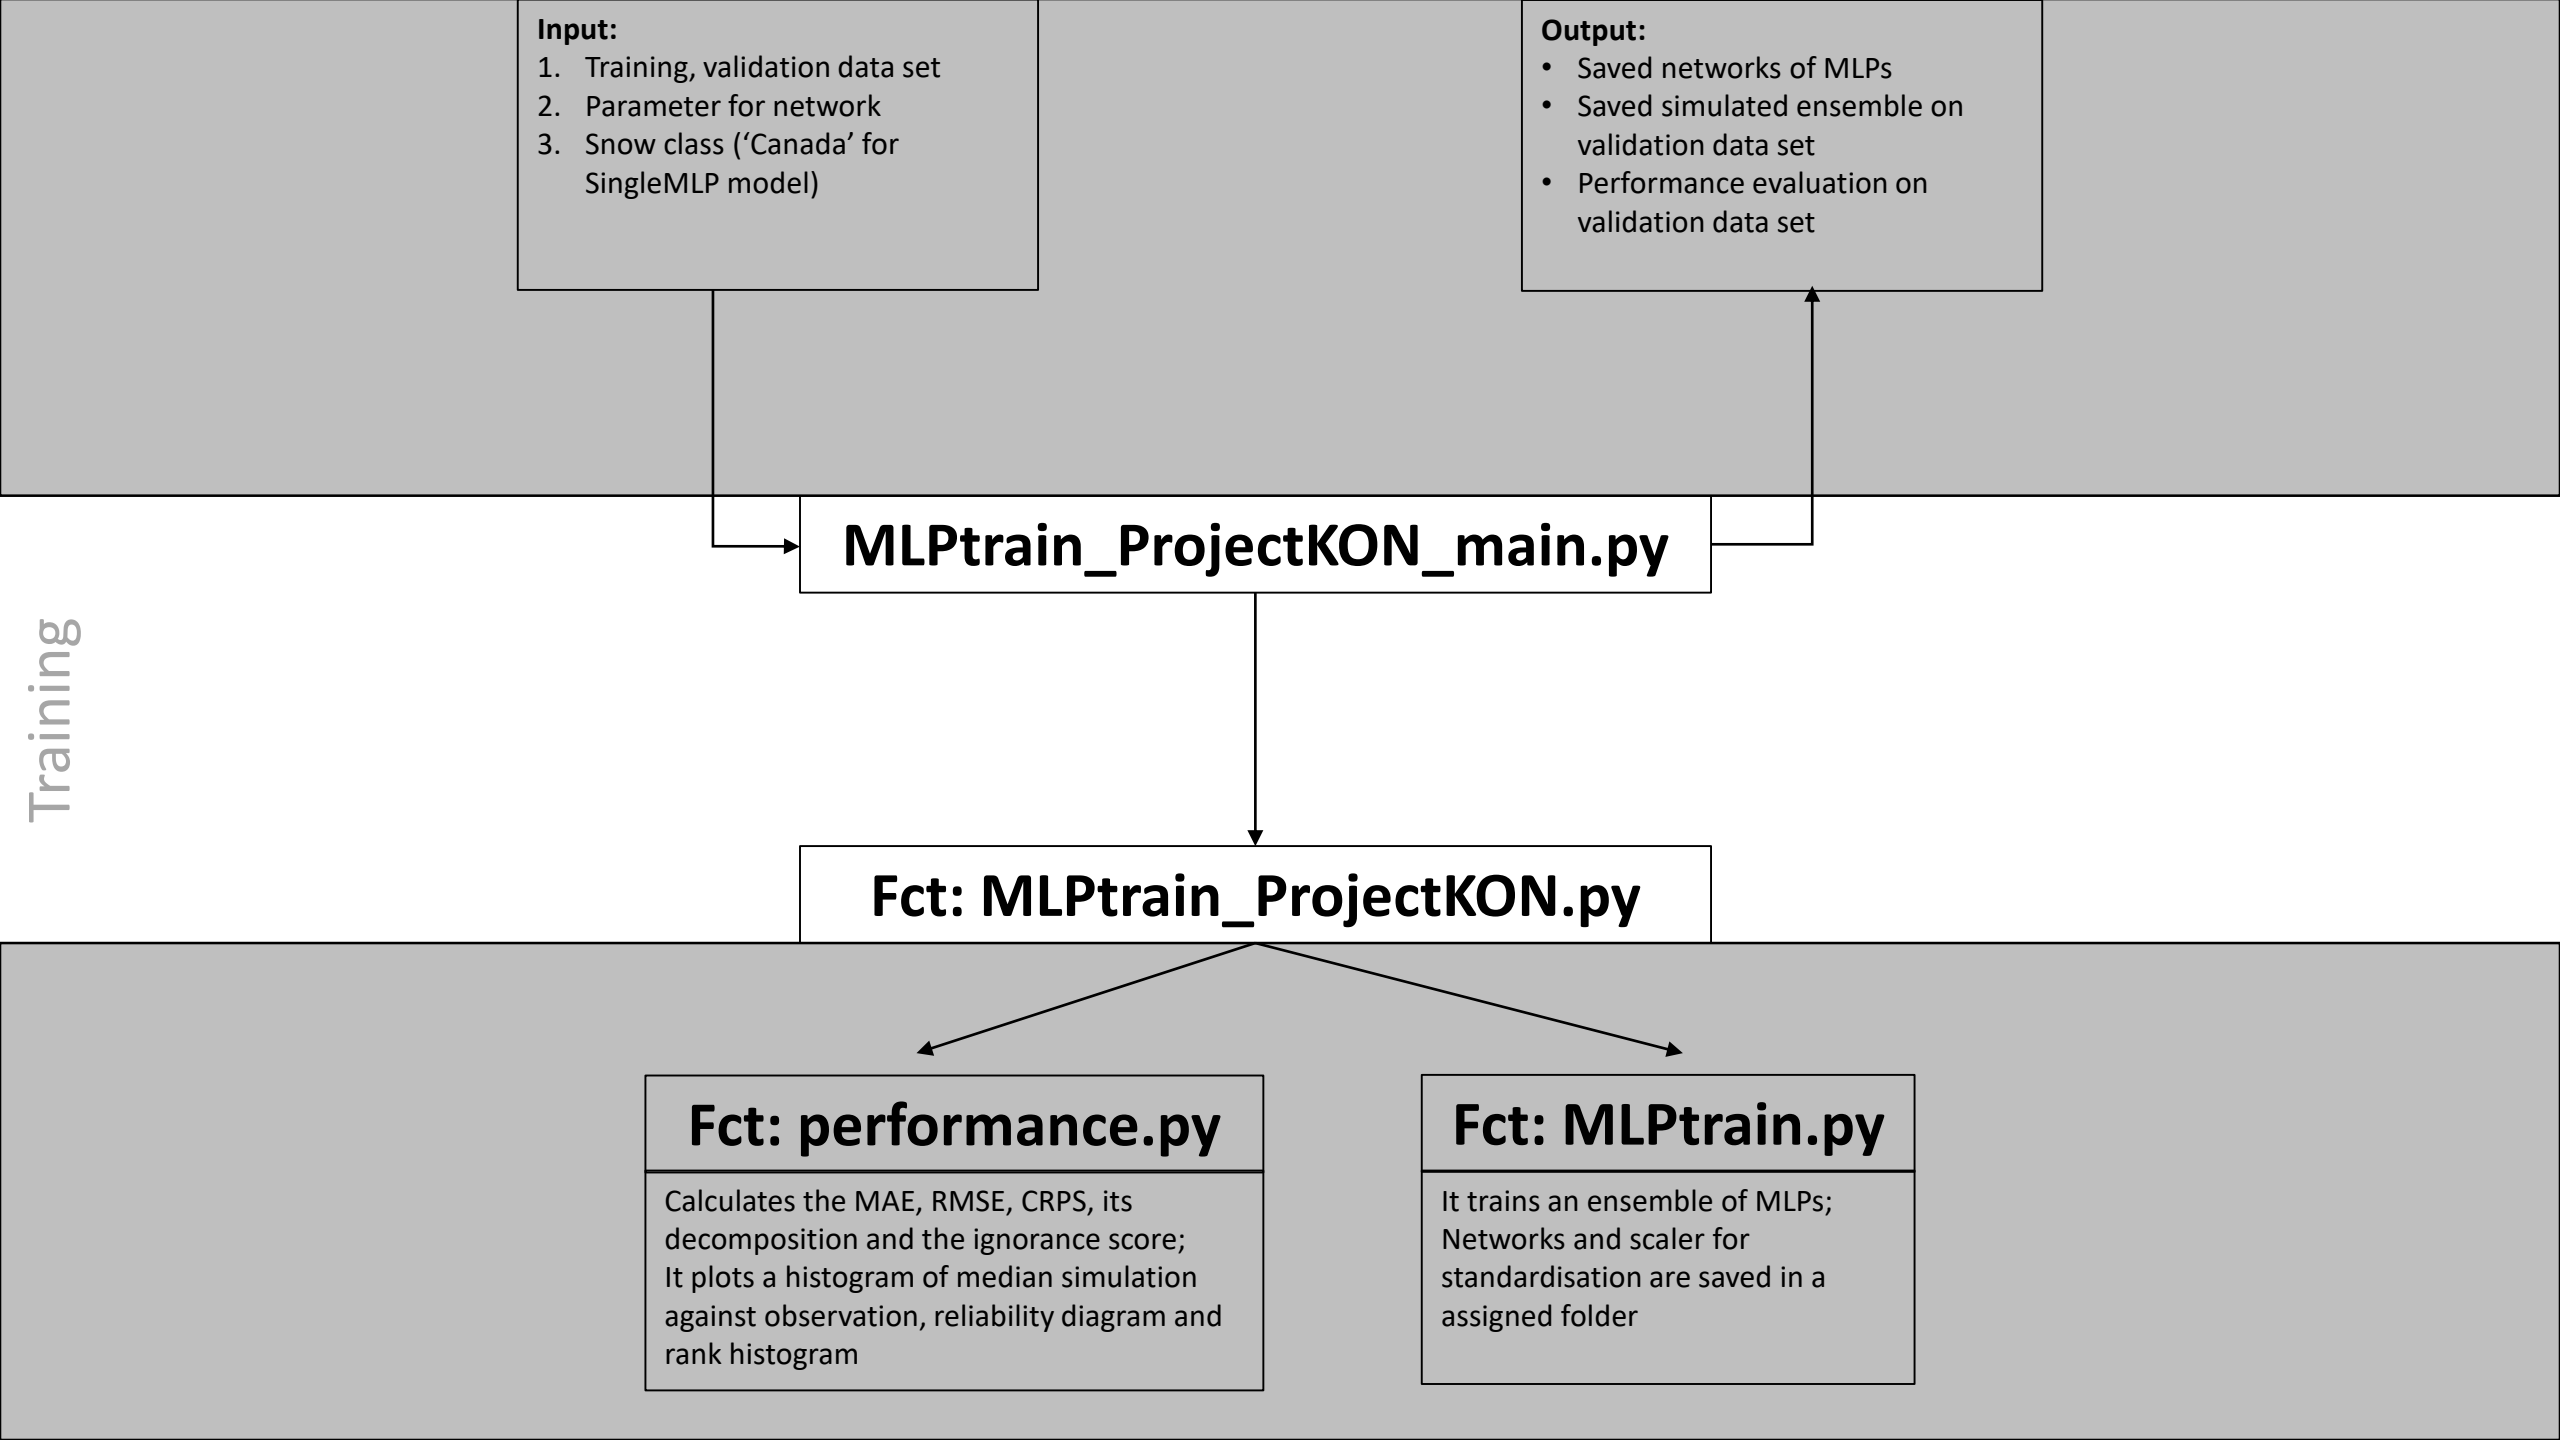 Input:
1. Training, validation data set
2. Parameter for network
3. Snow class (‘Canada’ for
SingleMLP model)
Output:
• Saved networks of MLPs
• Saved simulated ensemble on
validation data set
• Performance evaluation on
validation data set
MLPtrain_ProjectKON_main.py
Training
Fct: MLPtrain_ProjectKON.py
Fct: performance.py
Calculates the MAE, RMSE, CRPS, its
decomposition and the ignorance score;
It plots a histogram of median simulation
against observation, reliability diagram and
rank histogram
Fct: MLPtrain.py
It trains an ensemble of MLPs;
Networks and scaler for
standardisation are saved in a
assigned folder